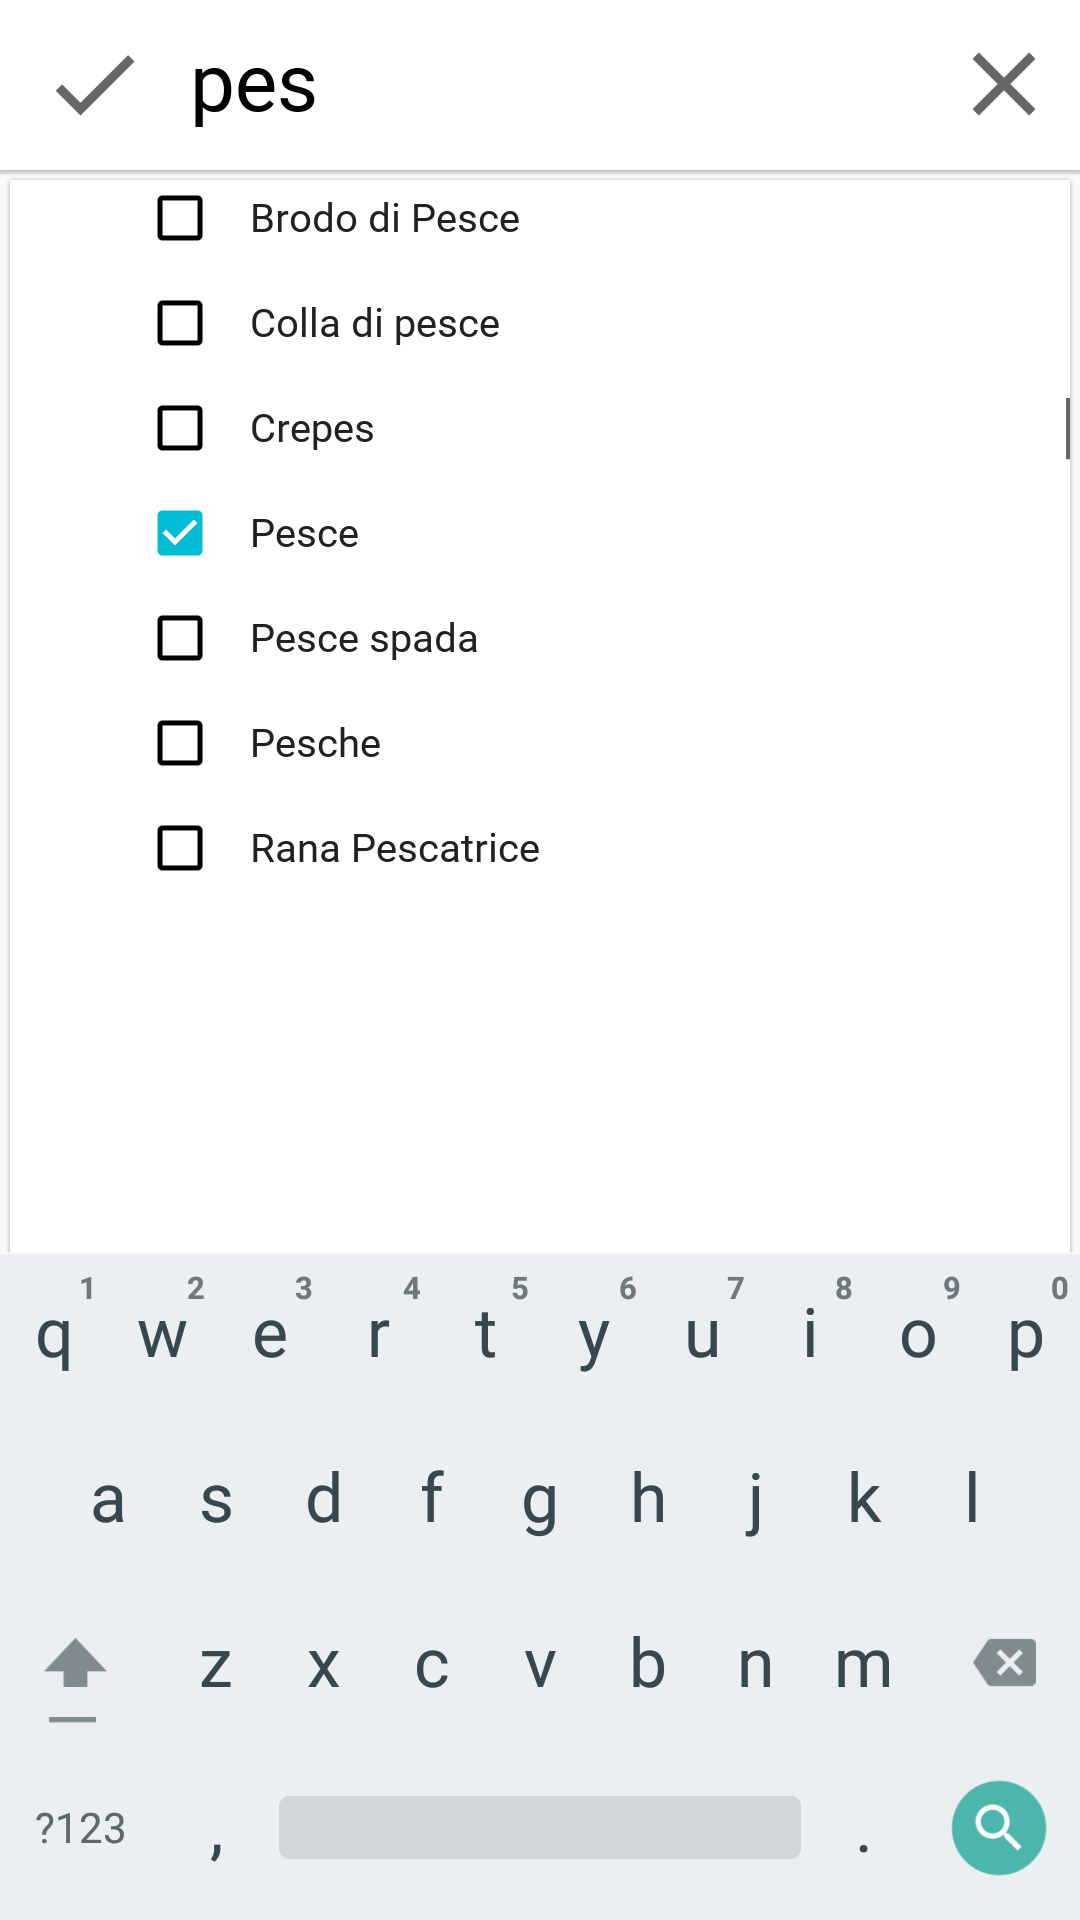 pes
Brodo di Pesce
Colla di pesce
Crepes
Pesce
Pesce spada
Pesche
Rana Pescatrice
1 2 3 4 5 6 7 8 9 0
q w e r t y u i o p
a s d f g h j k l
z x c v b n m
?123 , .